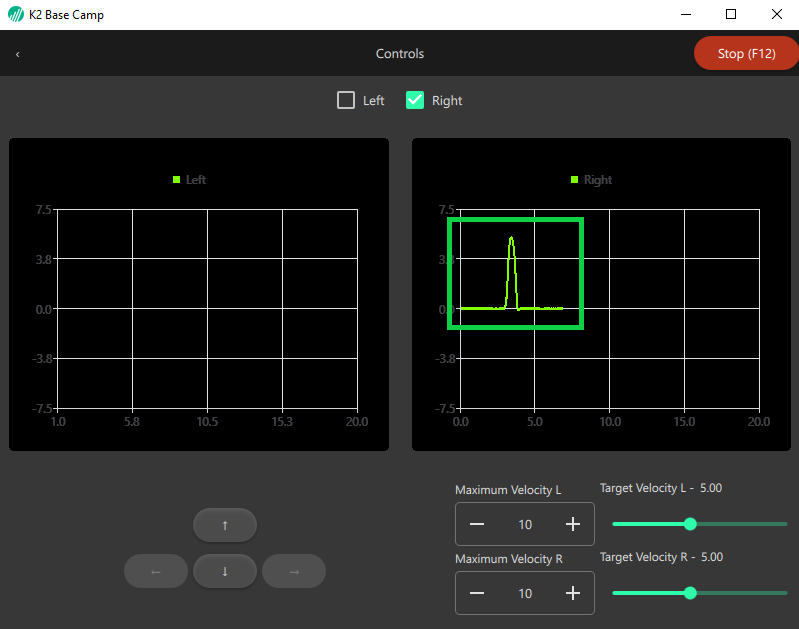 K2 Base Camp
‹ Controls Stop (F12)
Left Right
Left
7.5
3.8
0.0
-3.8
-7.5
1.0 5.8 10.5 15.3 20.0
Right
7.5
3.8
0.0
-3.8
-7.5
0.0 5.0 10.0 15.0 20.0
↑
← ↓ →
Maximum Velocity L Target Velocity L - 5.00
10
Maximum Velocity R Target Velocity R - 5.00
10